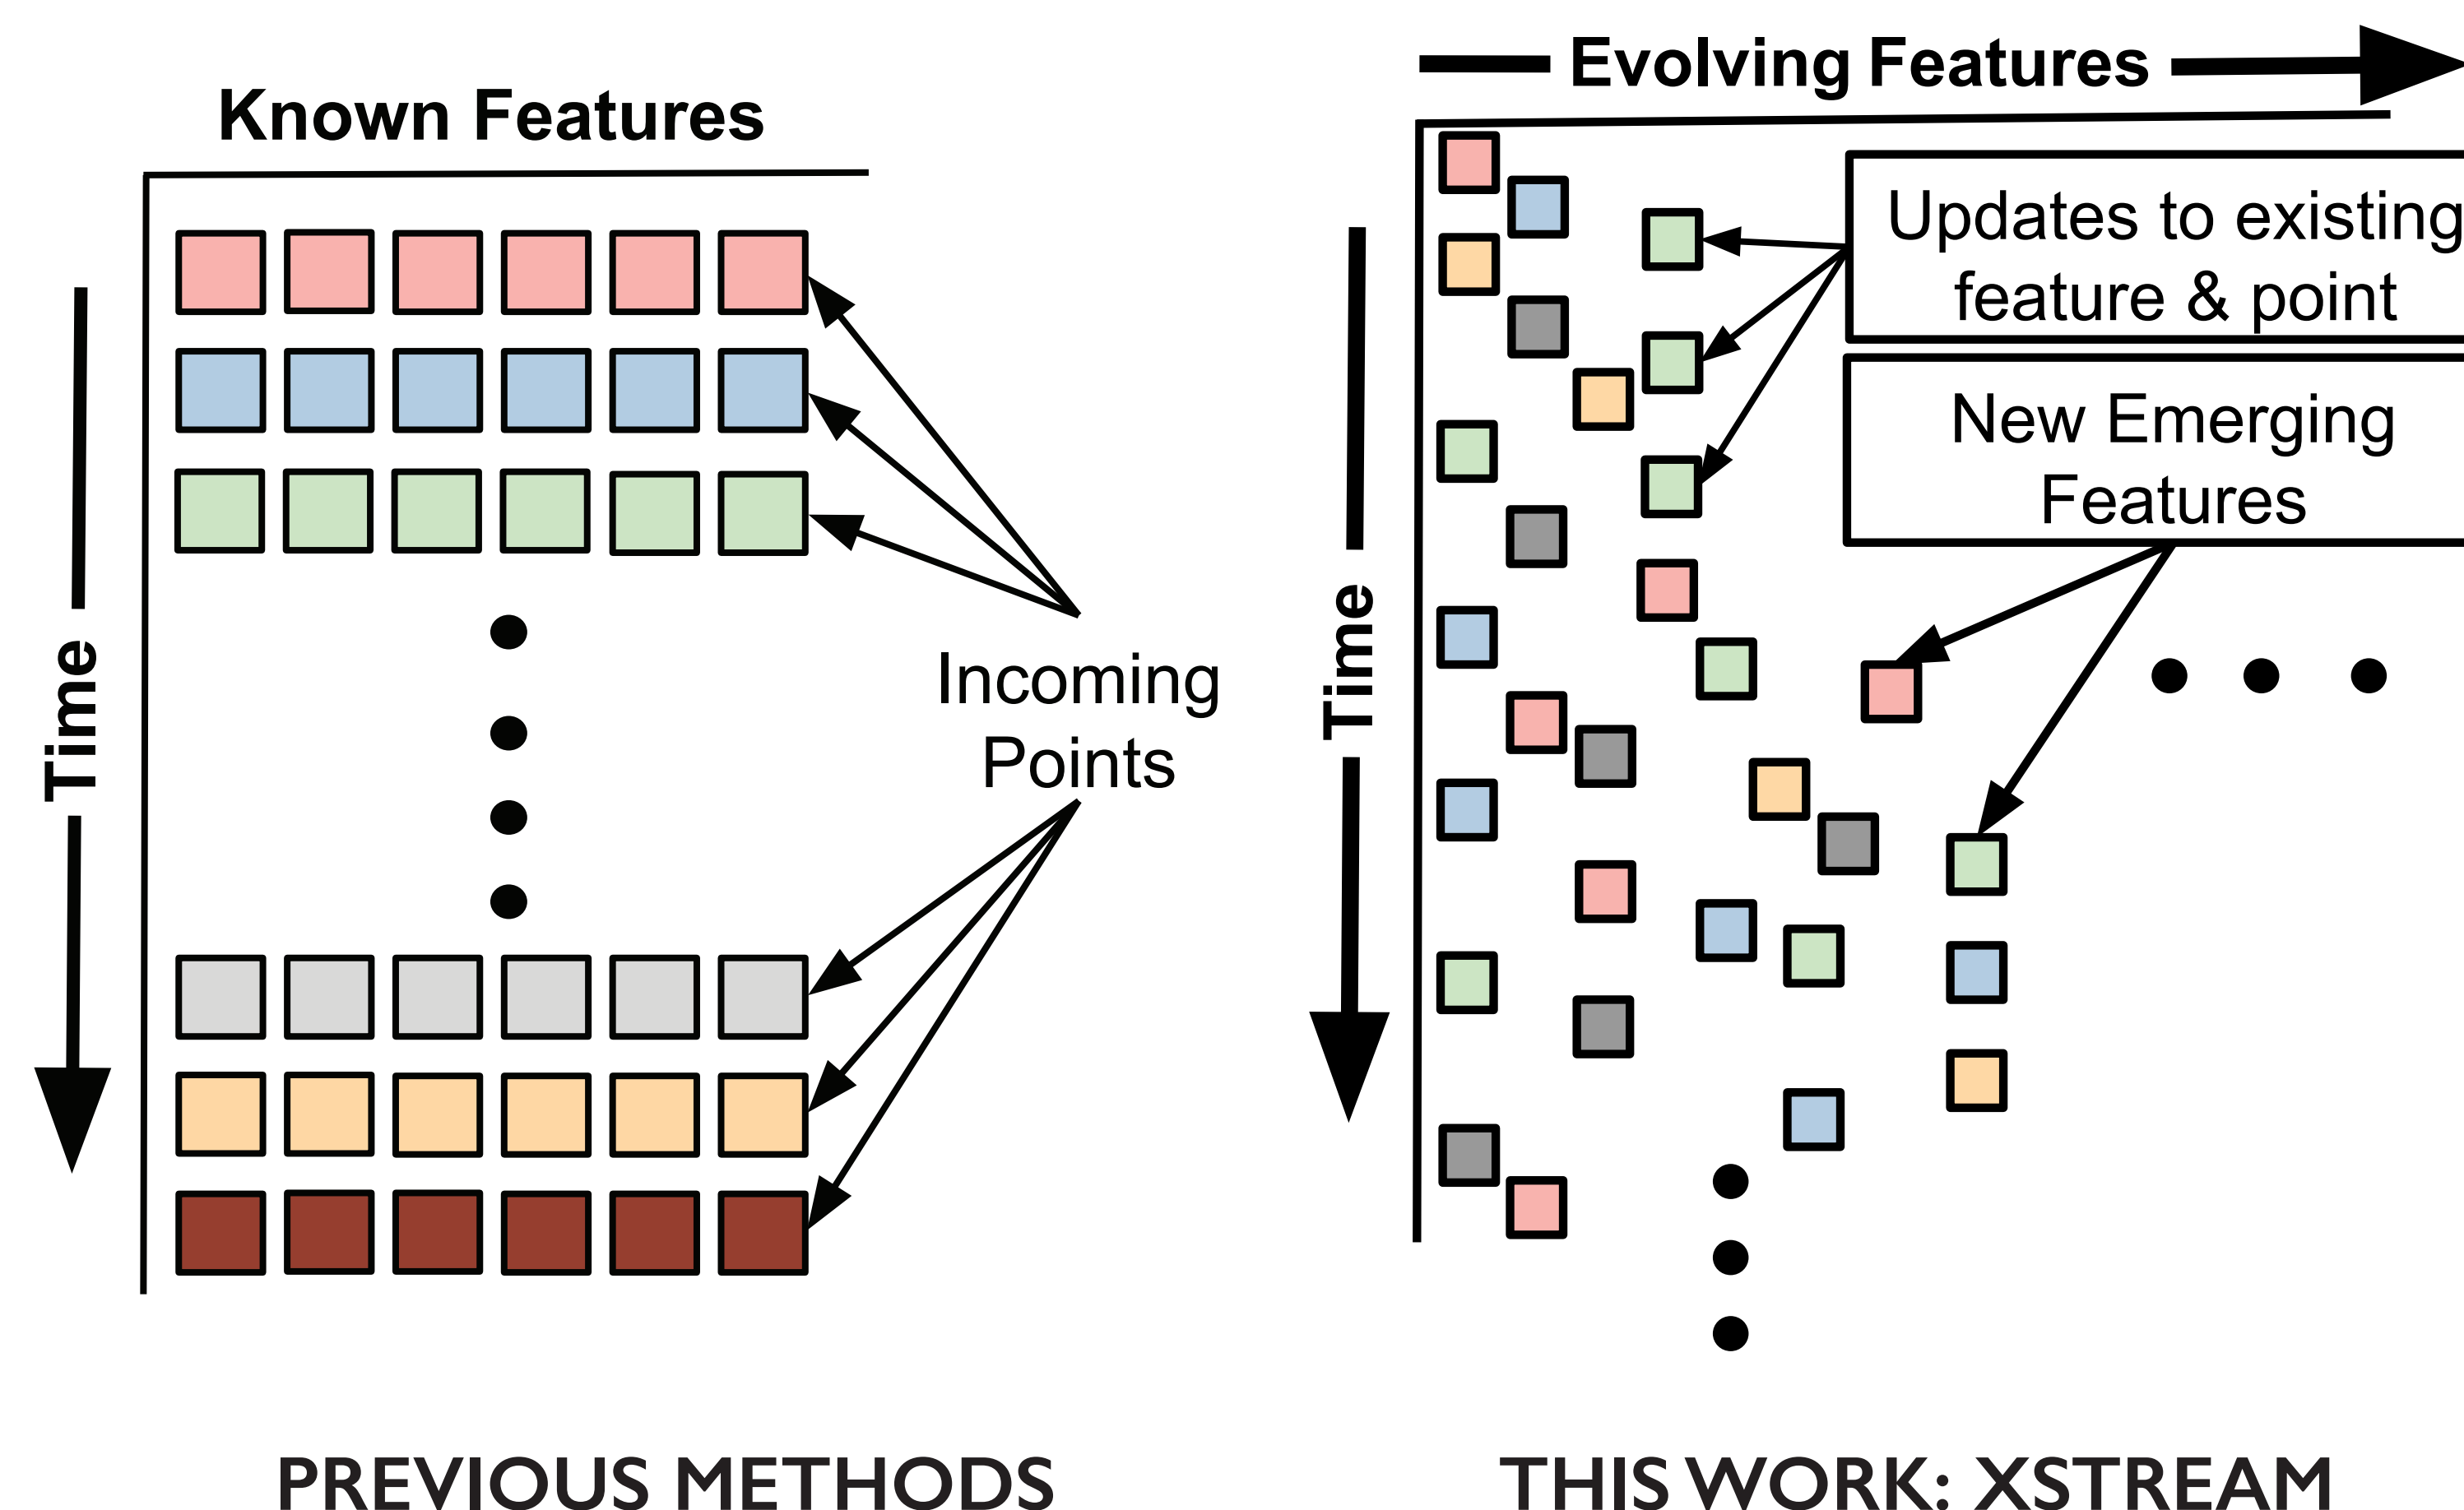 Known Features
Time
Incoming
Points
PREVIOUS METHODS
Evolving Features
Time
Updates to existing
feature & point
New Emerging
Features
THIS WORK: XSTREAM